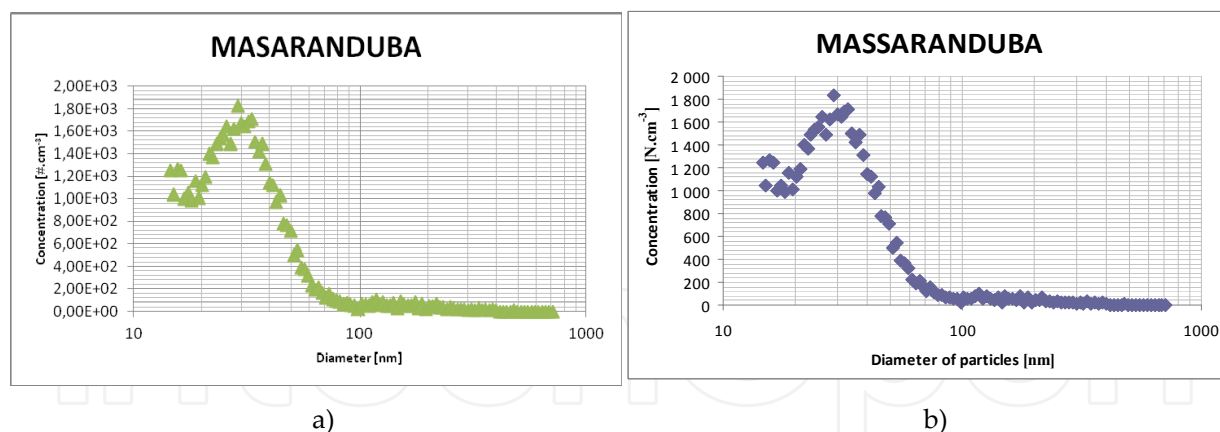 MASARANDUBA
Concentration [#.cm-3]
2,00E+03
1,80E+03
1,60E+03
1,40E+03
1,20E+03
1,00E+03
8,00E+02
6,00E+02
4,00E+02
2,00E+02
0,00E+00
10
100
1000
Diameter [nm]
a)
MASSARANDUBA
Concentration [N.cm-3]
2 000
1 800
1 600
1 400
1 200
1 000
800
600
400
200
0
10
100
1000
Diameter of particles [nm]
b)